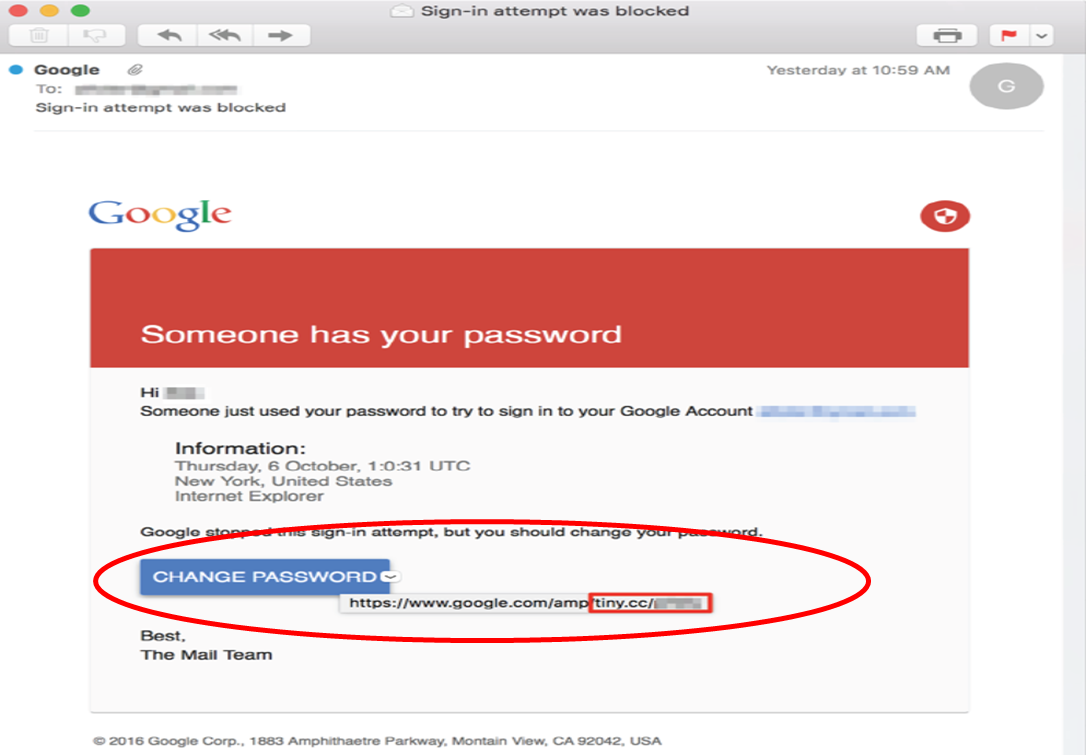 Sign-in attempt was blocked
Google
Yesterday at 10:59 AM
G
To:
Sign-in attempt was blocked
Google
Someone has your password
Hi
Someone just used your password to try to sign in to your Google Account
Information:
Thursday, 6 October, 1:0:31 UTC
New York, United States
Internet Explorer
Google stopped this sign-in attempt, but you should change your password.
CHANGE PASSWORD
https://www.google.com/amp/tiny.cc/
Best,
The Mail Team
© 2016 Google Corp., 1883 Amphithaetre Parkway, Montain View, CA 92042, USA